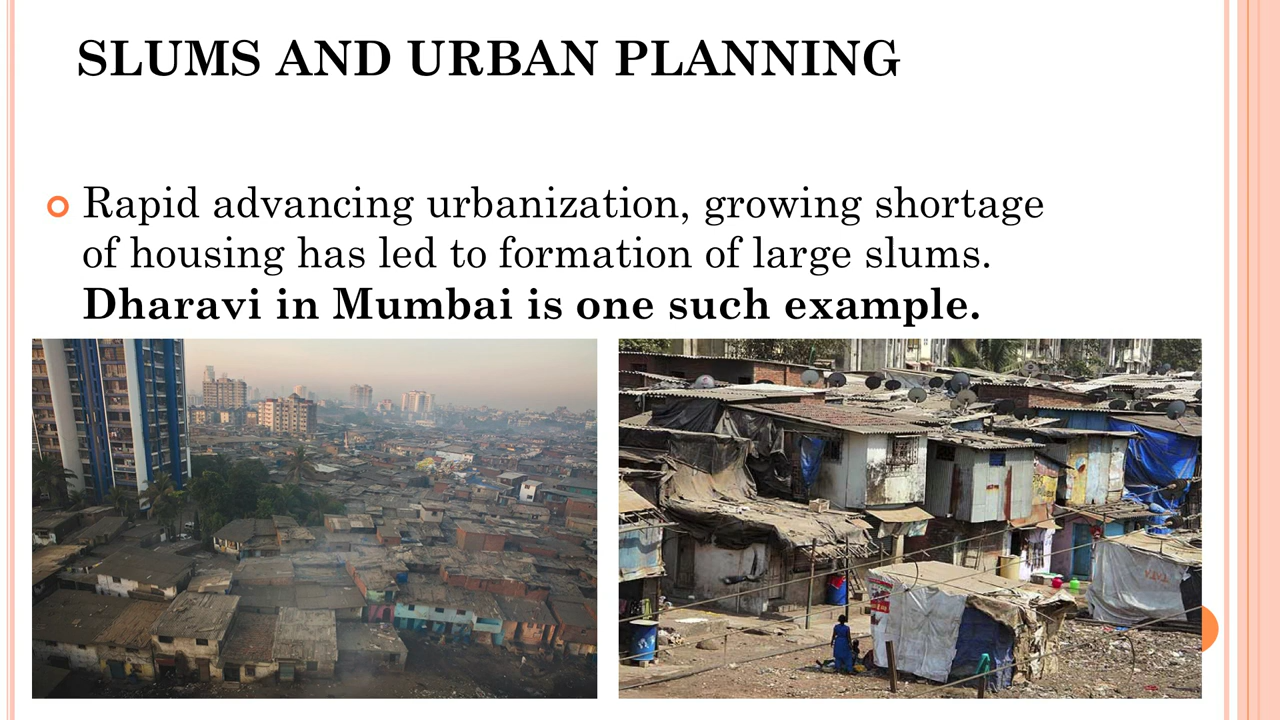 SLUMS AND URBAN PLANNING
Rapid advancing urbanization, growing shortage
of housing has led to formation of large slums.
Dharavi in Mumbai is one such example.